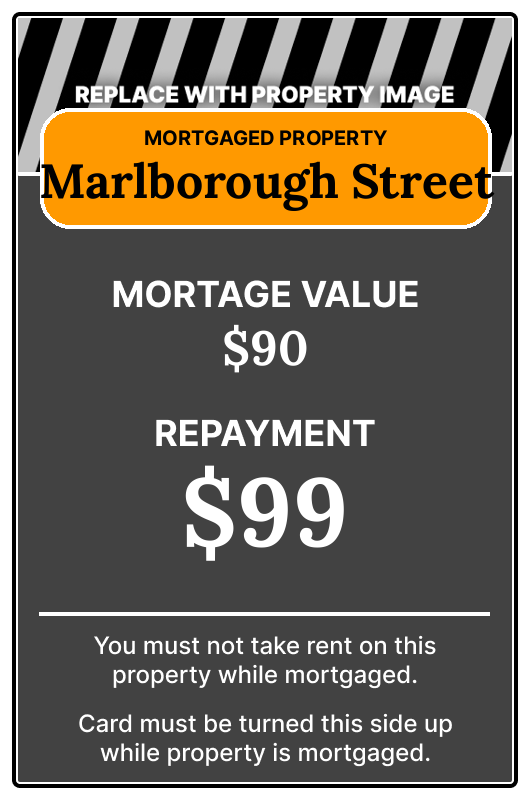 REPLACE WITH PROPERTY IMAGE
MORTGAGED PROPERTY
Marlborough Street
MORTAGE VALUE
$90
REPAYMENT
$99
You must not take rent on this
property while mortgaged.
Card must be turned this side up
while property is mortgaged.